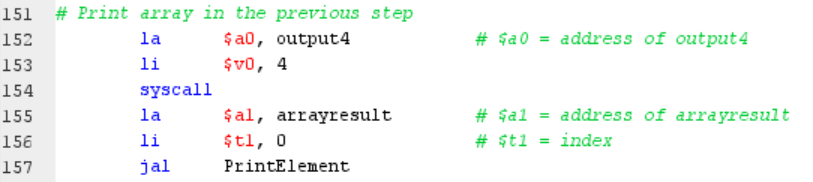 151 # Print array in the previous step
152 la $a0, output4 # $a0 = address of output4
153 li $v0, 4
154 syscall
155 la $a1, arrayresult # $a1 = address of arrayresult
156 li $t1, 0 # $t1 = index
157 jal PrintElement